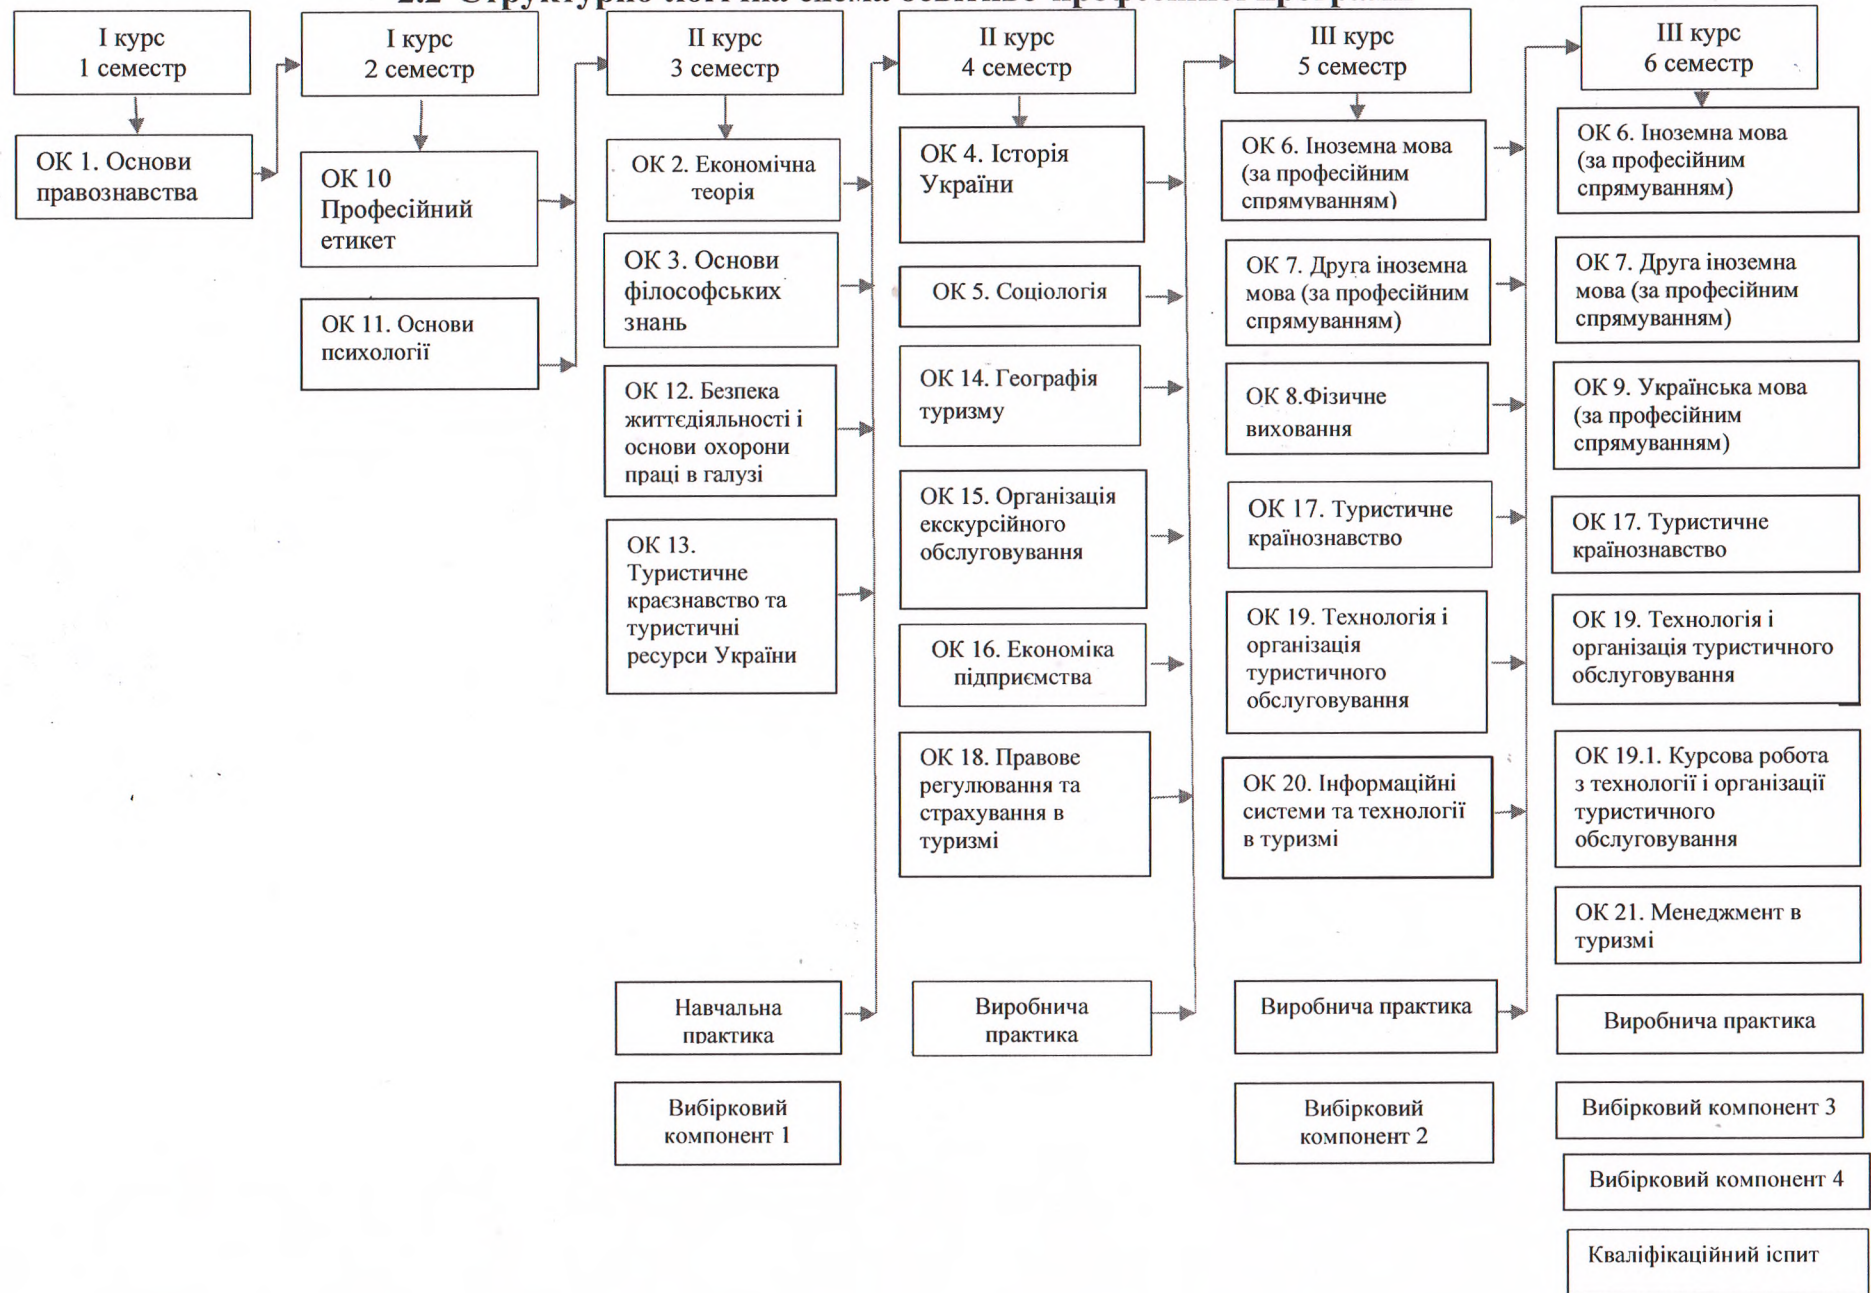 I курс
1 семестр
ОК 1. Основи
правознавства
I курс
2 семестр
ОК 10
Професійний
етикет
ОК 11. Основи
психології
II курс
3 семестр
ОК 2. Економічна
теорія
ОК 3. Основи
філософських
знань
ОК 12. Безпека
життєдіяльності і
основи охорони
праці в галузі
ОК 13.
Туристичне
краєзнавство та
туристичні
ресурси України
Навчальна
практика
Вибірковий
компонент 1
II курс
4 семестр
ОК 4. Історія
України
ОК 5. Соціологія
ОК 14. Географія
туризму
ОК 15. Організація
екскурсійного
обслуговування
ОК 16. Економіка
підприємства
ОК 18. Правове
регулювання та
страхування в
туризмі
Виробнича
практика
III курс
5 семестр
ОК 6. Іноземна мова
(за професійним
спрямуванням)
ОК 7. Друга іноземна
мова (за професійним
спрямуванням)
ОК 8.Фізичне
виховання
ОК 17. Туристичне
країнознавство
ОК 19. Технологія і
організація
туристичного
обслуговування
ОК 20. Інформаційні
системи та технології
в туризмі
Виробнича практика
Вибірковий
компонент 2
III курс
6 семестр
ОК 6. Іноземна мова
(за професійним
спрямуванням)
ОК 7. Друга іноземна
мова (за професійним
спрямуванням)
ОК 9. Українська мова
(за професійним
спрямуванням)
ОК 17. Туристичне
країнознавство
ОК 19. Технологія і
організація туристичного
обслуговування
ОК 19.1. Курсова робота
з технології і організації
туристичного
обслуговування
ОК 21. Менеджмент в
туризмі
Виробнича практика
Вибірковий компонент 3
Вибірковий компонент 4
Кваліфікаційний іспит